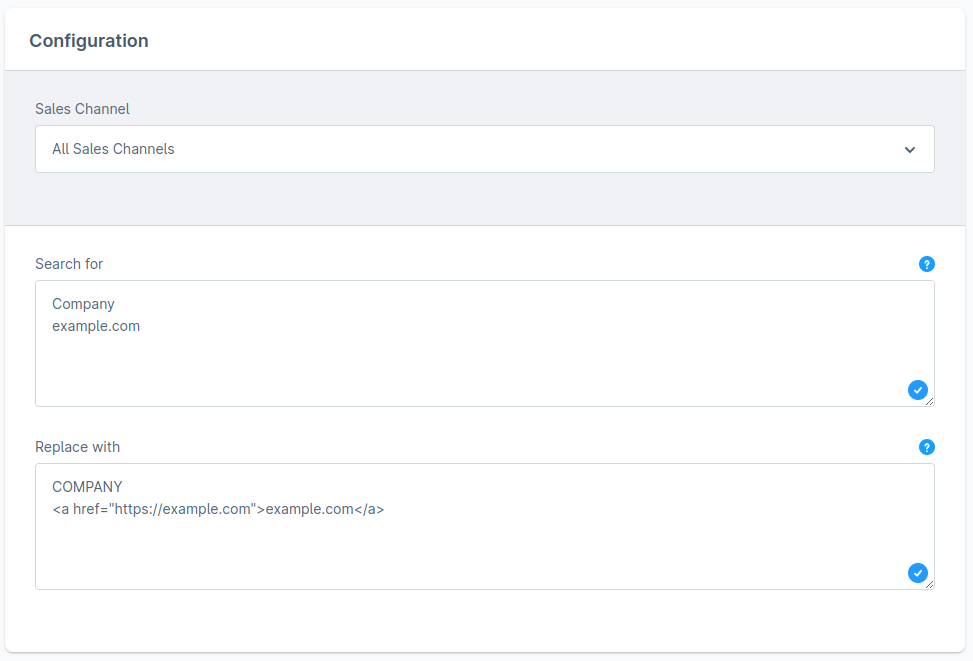 Configuration
Sales Channel
All Sales Channels
Search for
?
Company
example.com
Replace with
?
COMPANY
<a href="https://example.com">example.com</a>